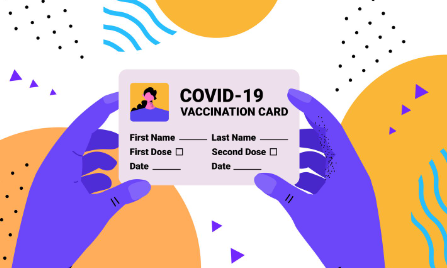 COVID-19
VACCINATION CARD
First Name Last Name
First Dose Second Dose
Date Date